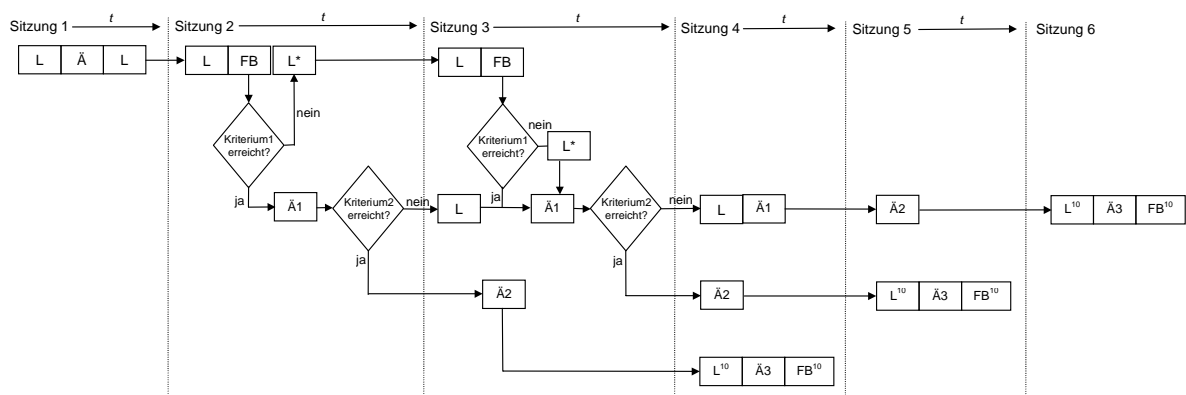 Sitzung 1 t Sitzung 2 t Sitzung 3 t Sitzung 4 t Sitzung 5 t Sitzung 6
L Ä L L FB L* L FB
nein
Kriterium1
erreicht?
nein
Kriterium1
erreicht?
L*
ja
Ä1
Kriterium2
erreicht?
nein
L
ja
Ä1
Kriterium2
erreicht?
nein
L Ä1
Ä2
L10 Ä3 FB10
ja
Ä2
ja
Ä2
L10 Ä3 FB10
L10 Ä3 FB10